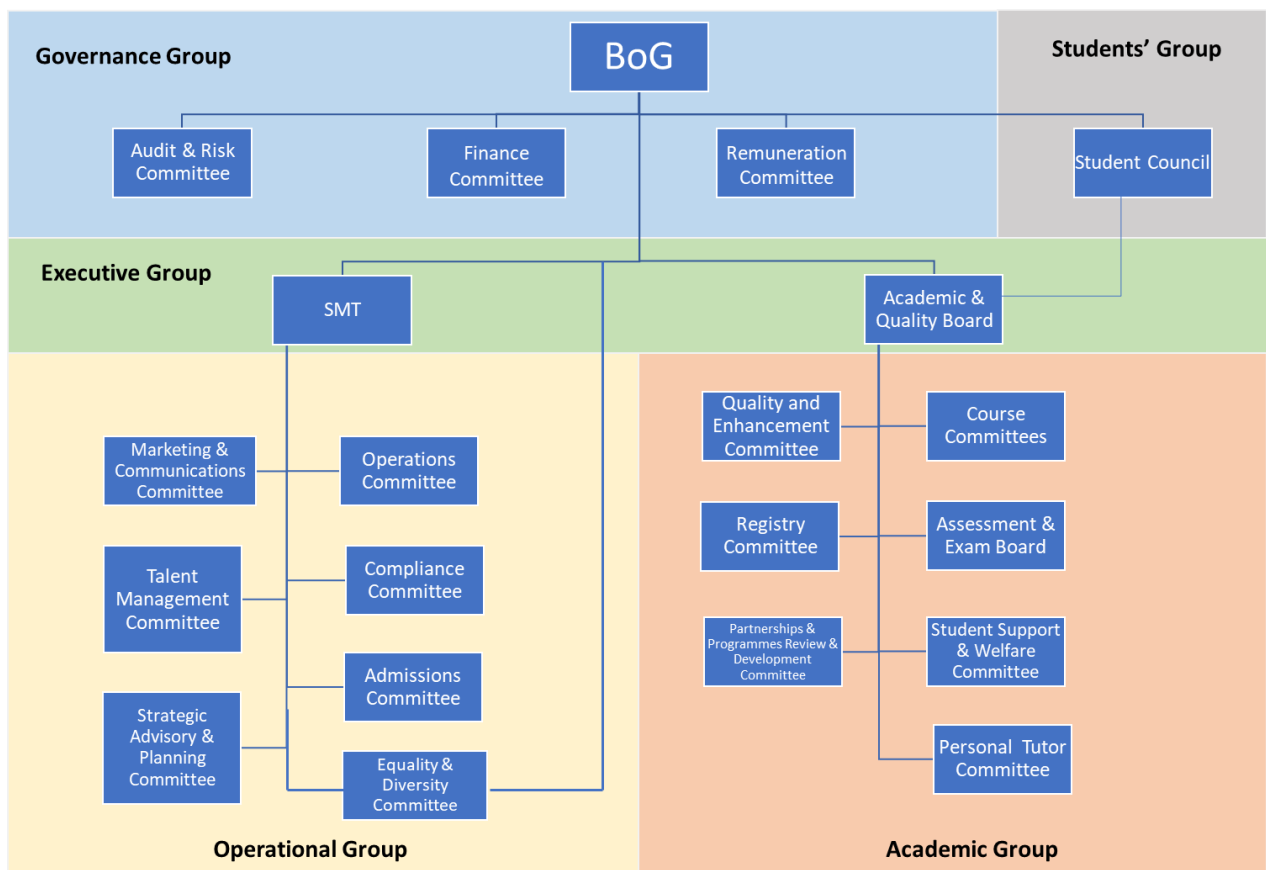 Governance Group
BoG
Students’ Group
Audit & Risk
Committee
Finance
Committee
Remuneration
Committee
Student Council
Executive Group
SMT
Academic &
Quality Board
Marketing &
Communications
Committee
Operations
Committee
Talent
Management
Committee
Compliance
Committee
Admissions
Committee
Strategic
Advisory &
Planning
Committee
Equality &
Diversity
Committee
Operational Group
Quality and
Enhancement
Committee
Course
Committees
Registry
Committee
Assessment &
Exam Board
Partnerships &
Programmes Review &
Development
Committee
Student Support
& Welfare
Committee
Personal Tutor
Committee
Academic Group